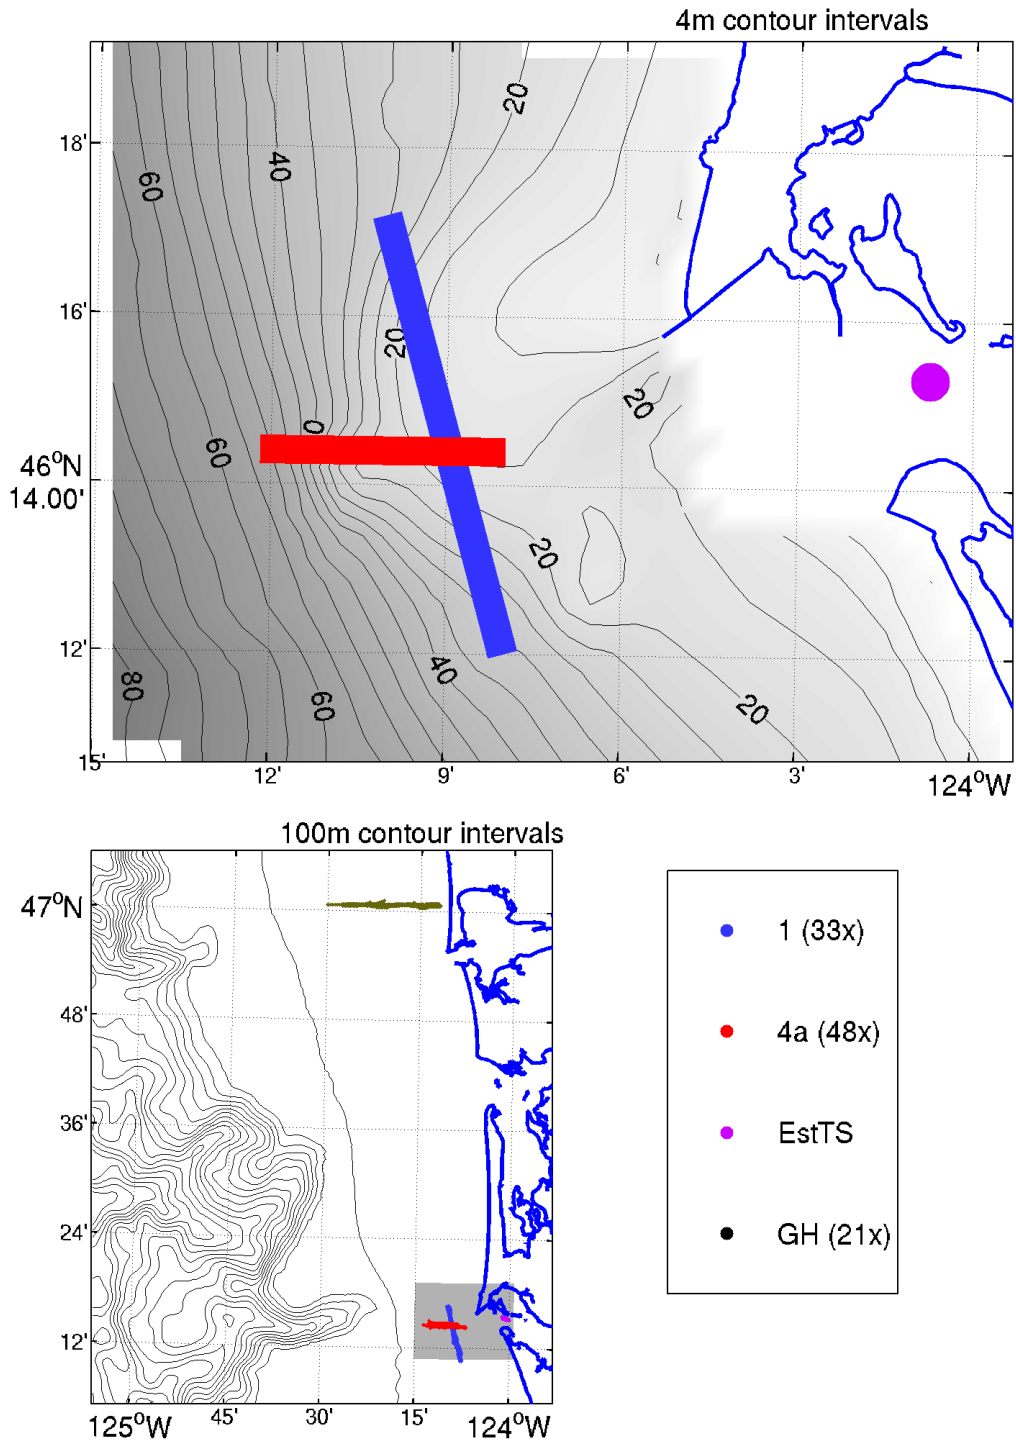 4m contour intervals
20
18'
60
40
16'
20
20
0
60
46°N
14.00'
20
12'
40
80
60
20
15'
12'
9'
6'
3'
124°W
100m contour intervals
47°N
48'
36'
24'
12'
125°W
45'
30'
15'
124°W
1 (33x)
4a (48x)
EstTS
GH (21x)